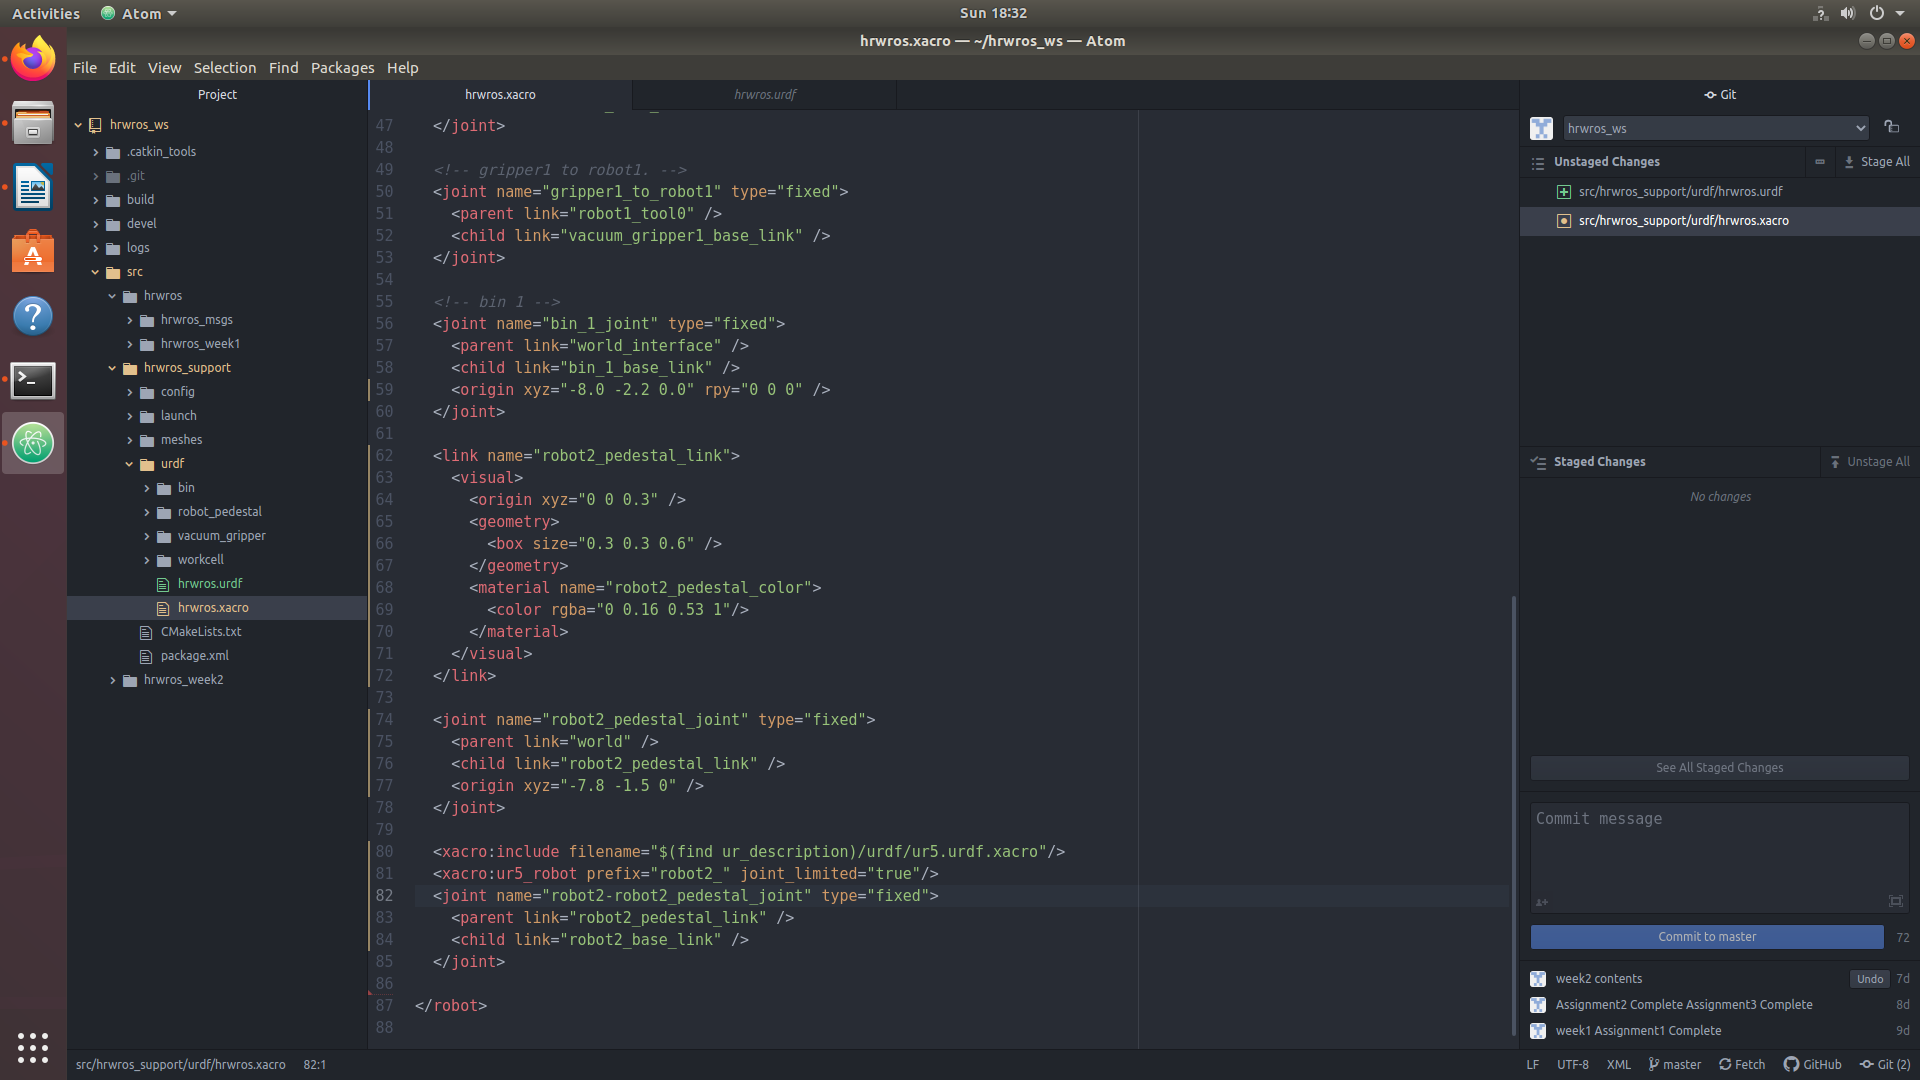 Activities
Atom
Sun 18:32
hrwros.xacro — ~/hrwros_ws — Atom
File Edit View Selection Find Packages Help
Project
hrwros_ws
.catkin_tools
.git
build
devel
logs
src
hrwros
hrwros_msgs
hrwros_week1
hrwros_support
config
launch
meshes
urdf
bin
robot_pedestal
vacuum_gripper
workcell
hrwros.urdf
hrwros.xacro
CMakeLists.txt
package.xml
hrwros_week2
hrwros.xacro
hrwros.urdf
47 </joint>
48
49 <!-- gripper1 to robot1. -->
50 <joint name="gripper1_to_robot1" type="fixed">
51 <parent link="robot1_tool0" />
52 <child link="vacuum_gripper1_base_link" />
53 </joint>
54
55 <!-- bin 1 -->
56 <joint name="bin_1_joint" type="fixed">
57 <parent link="world_interface" />
58 <child link="bin_1_base_link" />
59 <origin xyz="-8.0 -2.2 0.0" rpy="0 0 0" />
60 </joint>
61
62 <link name="robot2_pedestal_link">
63 <visual>
64 <origin xyz="0 0 0.3" />
65 <geometry>
66 <box size="0.3 0.3 0.6" />
67 </geometry>
68 <material name="robot2_pedestal_color">
69 <color rgba="0 0.16 0.53 1"/>
70 </material>
71 </visual>
72 </link>
73
74 <joint name="robot2_pedestal_joint" type="fixed">
75 <parent link="world" />
76 <child link="robot2_pedestal_link" />
77 <origin xyz="-7.8 -1.5 0" />
78 </joint>
79
80 <xacro:include filename="$(find ur_description)/urdf/ur5.urdf.xacro"/>
81 <xacro:ur5_robot prefix="robot2_" joint_limited="true"/>
82 <joint name="robot2-robot2_pedestal_joint" type="fixed">
83 <parent link="robot2_pedestal_link" />
84 <child link="robot2_base_link" />
85 </joint>
86
87 </robot>
88
Git
hrwros_ws
Unstaged Changes
Stage All
src/hrwros_support/urdf/hrwros.urdf
src/hrwros_support/urdf/hrwros.xacro
Staged Changes
Unstage All
No changes
See All Staged Changes
Commit message
Commit to master 72
week2 contents Undo 7d
Assignment2 Complete Assignment3 Complete 8d
week1 Assignment1 Complete 9d
src/hrwros_support/urdf/hrwros.xacro 82:1
LF UTF-8 XML master Fetch GitHub Git (2)